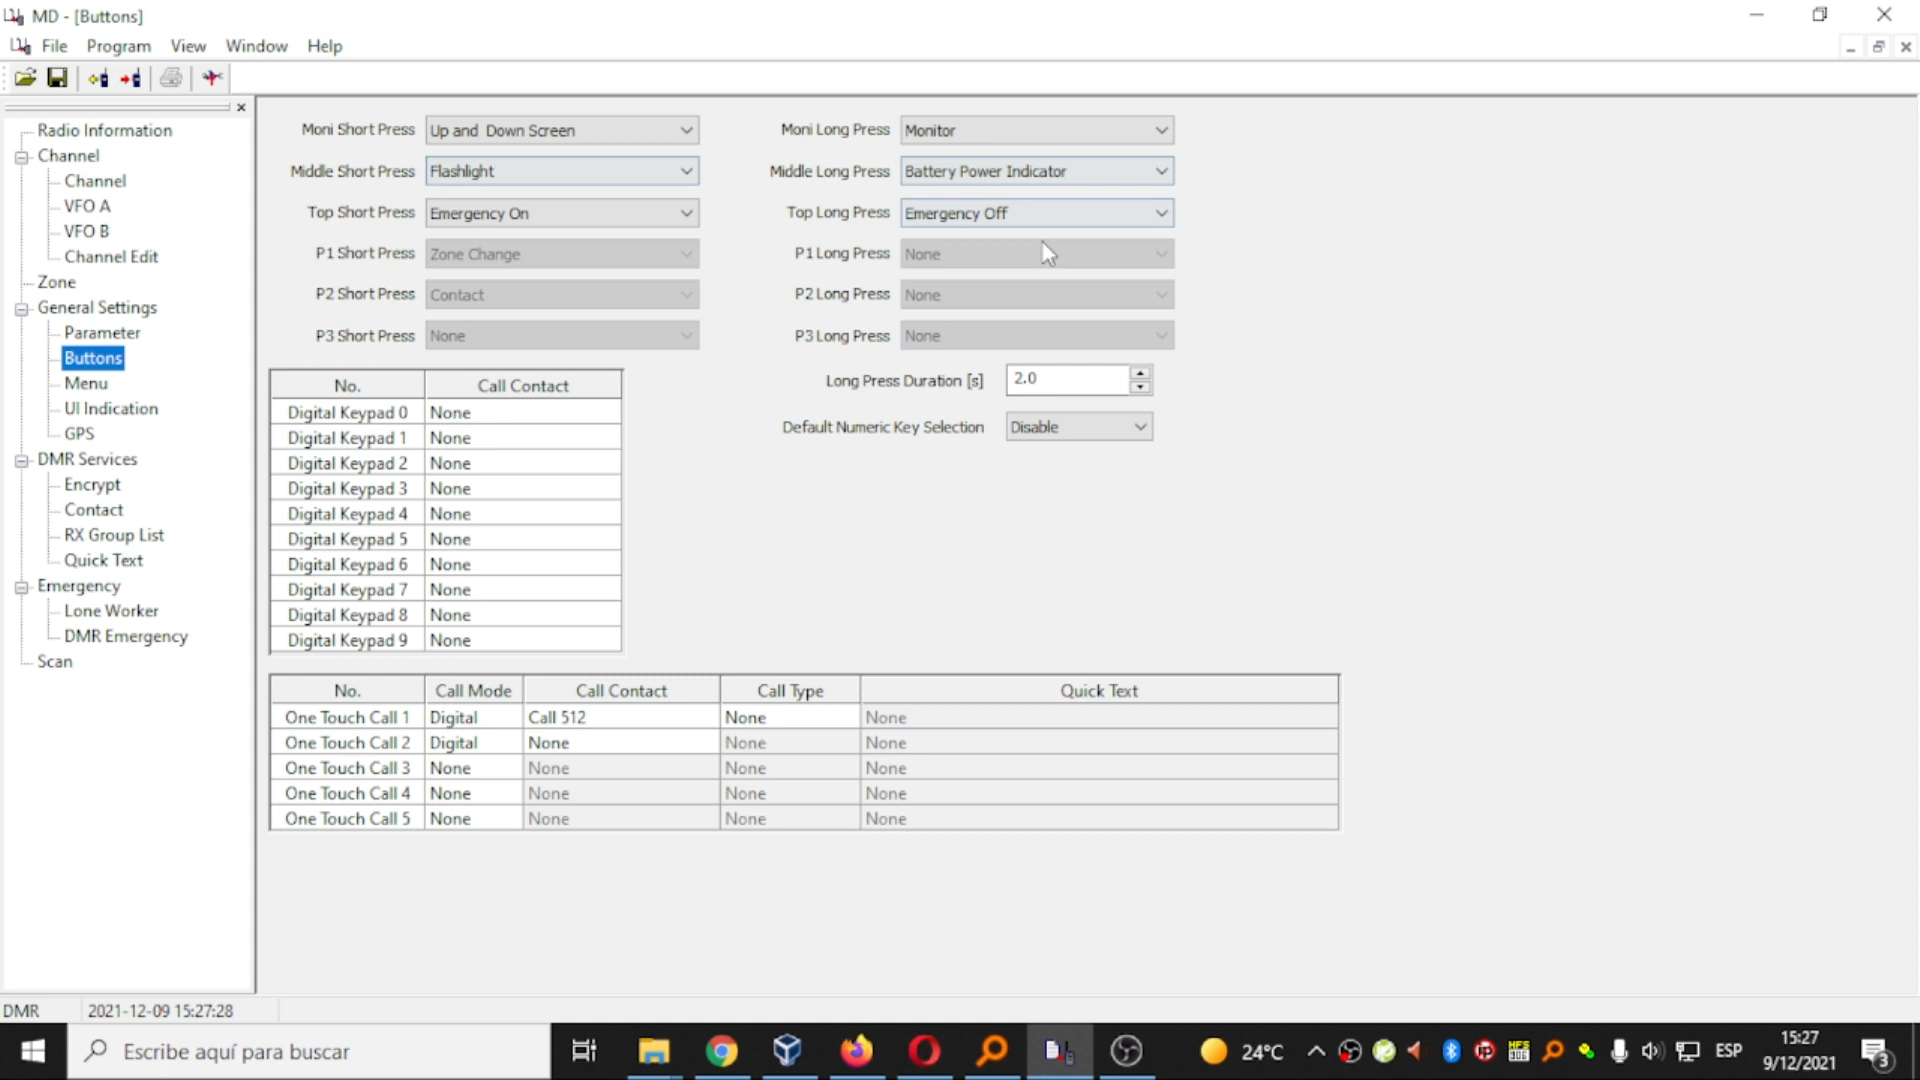 MD - [Buttons]
File Program View Window Help
Radio Information
Channel
Channel
VFO A
VFO B
Channel Edit
Zone
General Settings
Parameter
Buttons
Menu
UI Indication
GPS
DMR Services
Encrypt
Contact
RX Group List
Quick Text
Emergency
Lone Worker
DMR Emergency
Scan
Moni Short Press Up and Down Screen Moni Long Press Monitor
Middle Short Press Flashlight Middle Long Press Battery Power Indicator
Top Short Press Emergency On Top Long Press Emergency Off
P1 Short Press Zone Change P1 Long Press None
P2 Short Press Contact P2 Long Press None
P3 Short Press None P3 Long Press None
Long Press Duration [s] 2.0
Default Numeric Key Selection Disable
No. Call Contact
Digital Keypad 0 None
Digital Keypad 1 None
Digital Keypad 2 None
Digital Keypad 3 None
Digital Keypad 4 None
Digital Keypad 5 None
Digital Keypad 6 None
Digital Keypad 7 None
Digital Keypad 8 None
Digital Keypad 9 None
No. Call Mode Call Contact Call Type Quick Text
One Touch Call 1 Digital Call 512 None None
One Touch Call 2 Digital None None None
One Touch Call 3 None None None None
One Touch Call 4 None None None None
One Touch Call 5 None None None None
DMR 2021-12-09 15:27:28
Escribe aquí para buscar
24°C
ESP
15:27
9/12/2021
3